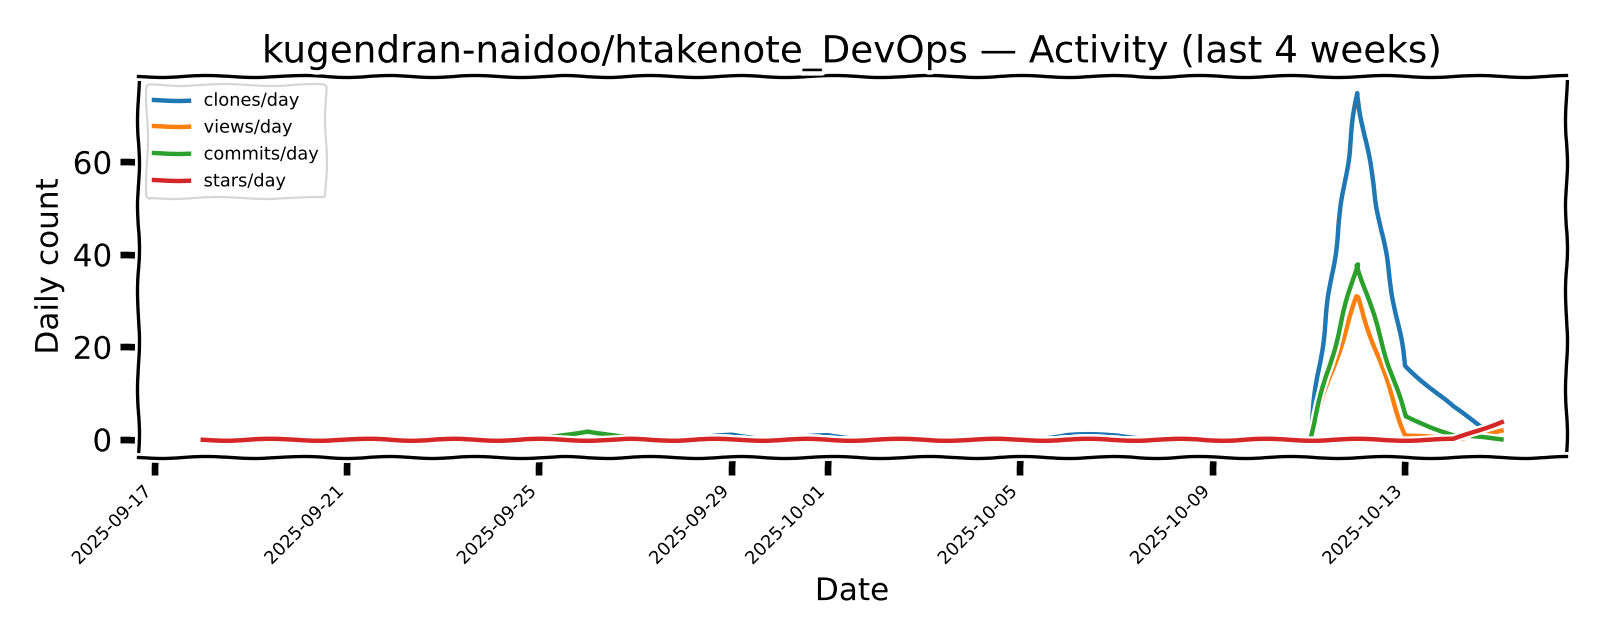 kugendran-naidoo/htakenote_DevOps — Activity (last 4 weeks)
clones/day
views/day
commits/day
stars/day
Daily count
60
40
20
0
2025-09-17
2025-09-21
2025-09-25
2025-09-29
2025-10-01
2025-10-05
2025-10-09
2025-10-13
Date